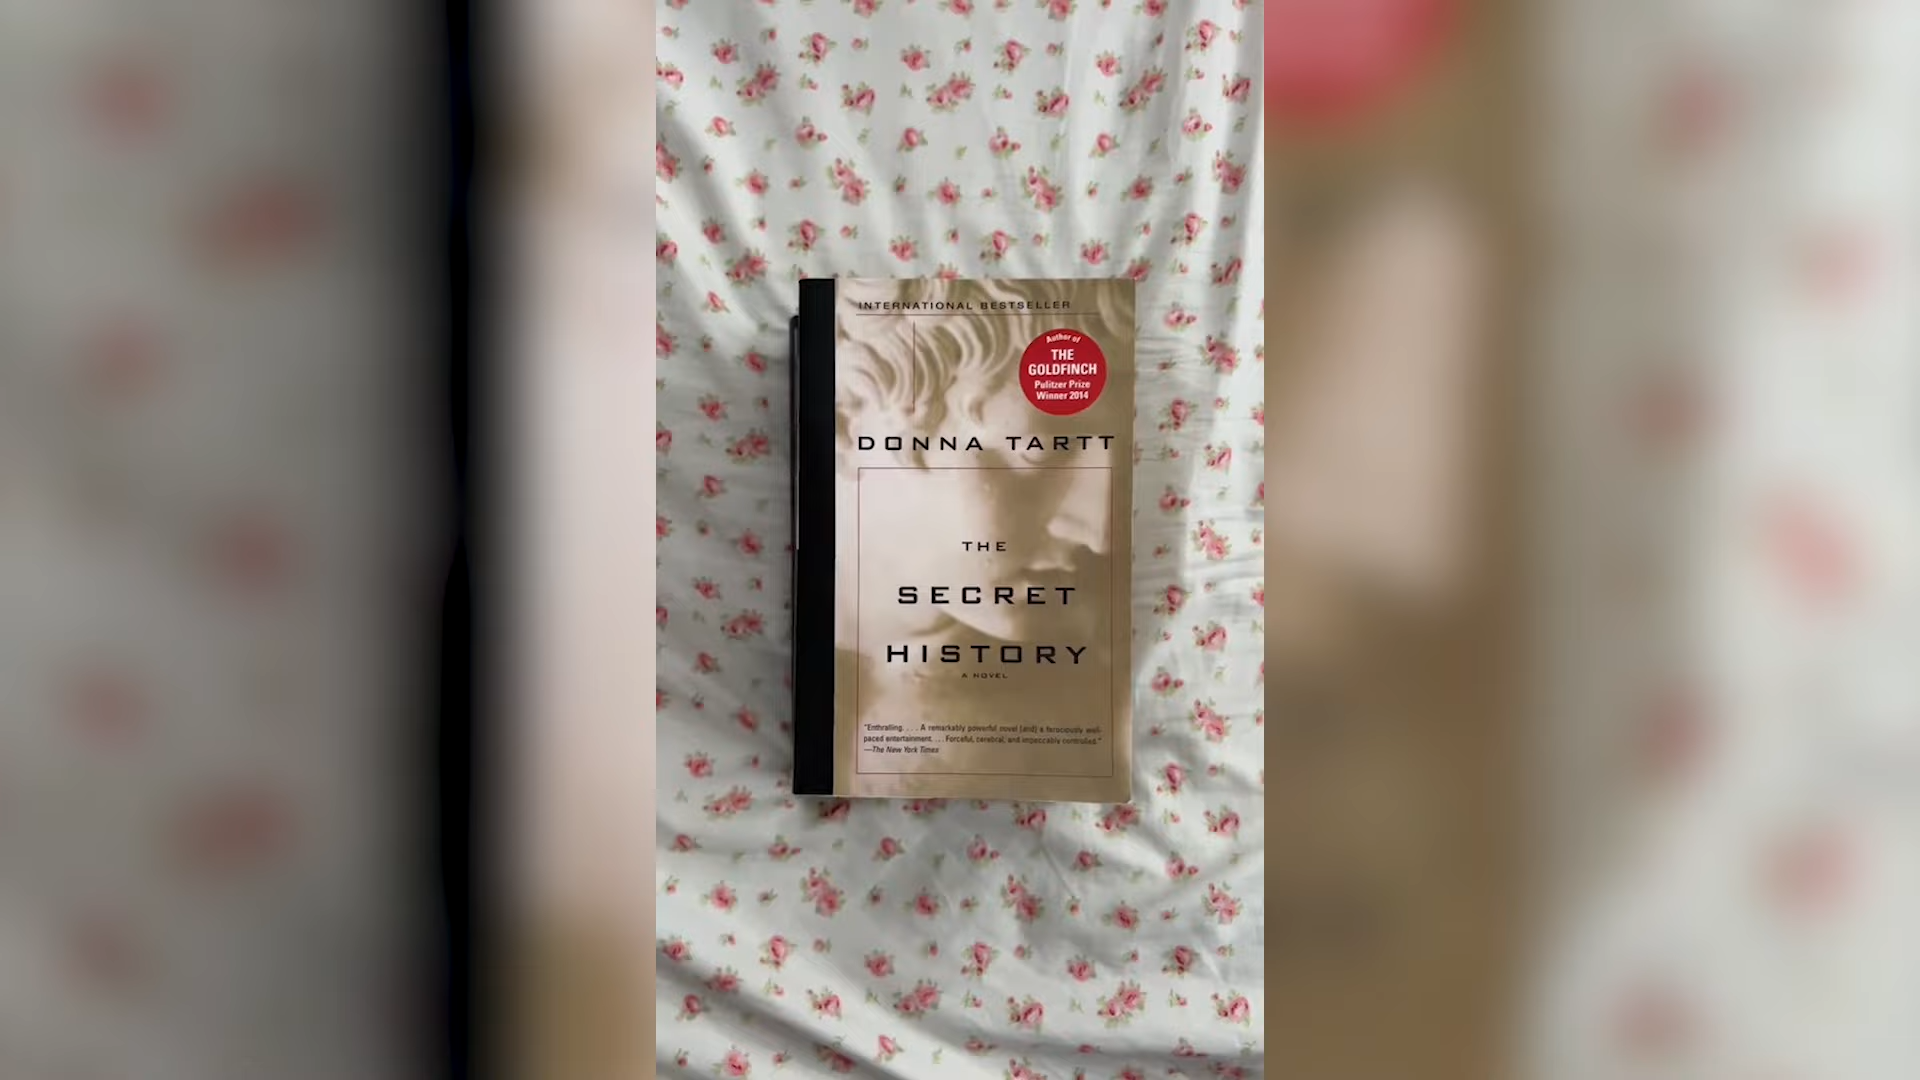 INTERNATIONAL BESTSELLER
Author of
THE
GOLDFINCH
Pulitzer Prize
Winner 2014
DONNA TARTT
THE
SECRET
HISTORY
A NOVEL
"Enthralling. . . . A remarkably powerful novel [and] a ferociously well-
paced entertainment. . . . Forceful, cerebral, and impeccably controlled."
—The New York Times